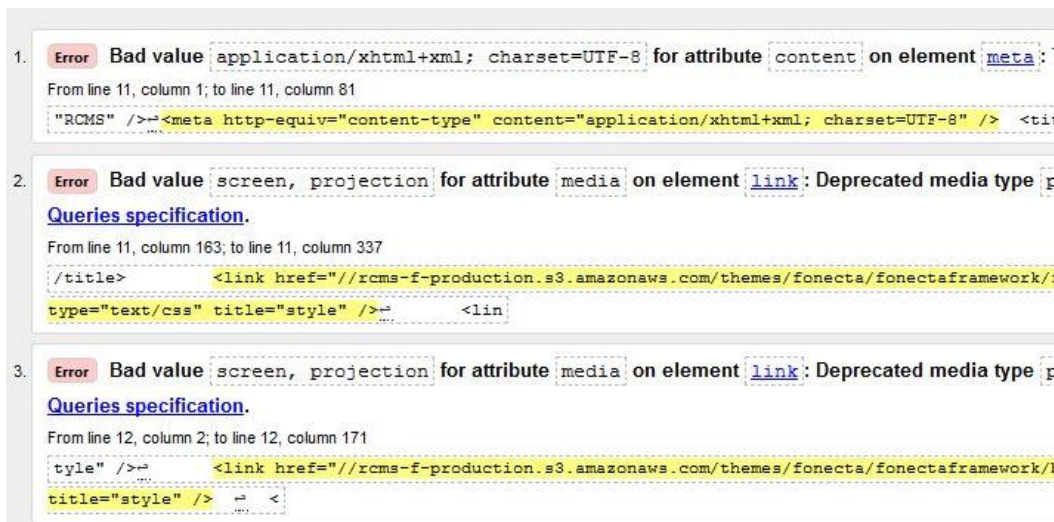 1. Error Bad value application/xhtml+xml; charset=UTF-8 for attribute content on element meta:
From line 11, column 1; to line 11, column 81
"RCMS" />↩<meta http-equiv="content-type" content="application/xhtml+xml; charset=UTF-8" /> <tit
2. Error Bad value screen, projection for attribute media on element link: Deprecated media type p
Queries specification.
From line 11, column 163; to line 11, column 337
/title> <link href="//rcms-f-production.s3.amazonaws.com/themes/fonecta/fonectaframework/
type="text/css" title="style" />↩ <lin
3. Error Bad value screen, projection for attribute media on element link: Deprecated media type p
Queries specification.
From line 12, column 2; to line 12, column 171
tyle" />↩ <link href="//rcms-f-production.s3.amazonaws.com/themes/fonecta/fonectaframework/
title="style" /> ↩ <